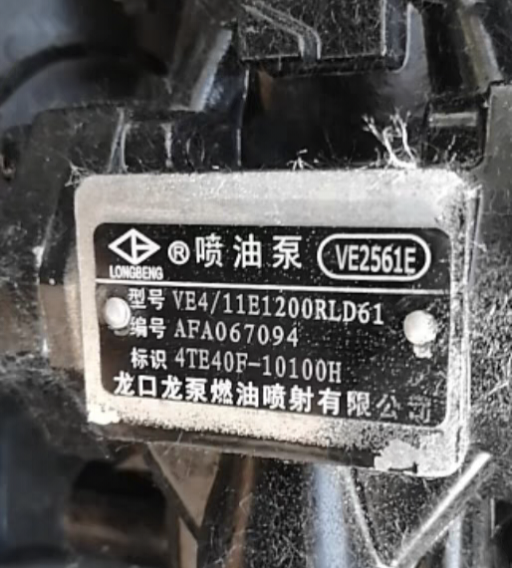 LONGBENG ® 喷油泵 VE2561E
型号 VE4/11E1200RLD61
编号 AFA067094
标识 4TE40F-10100H
龙口龙泵燃油喷射有限公司